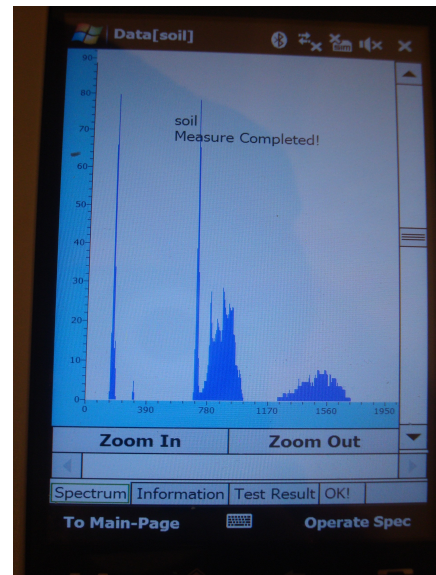 Data[soil]
90
80
70
60
50
40
30
20
10
0
soil
Measure Completed!
0 390 780 1170 1560 1950
Zoom In Zoom Out
Spectrum Information Test Result OK!
To Main-Page Operate Spec